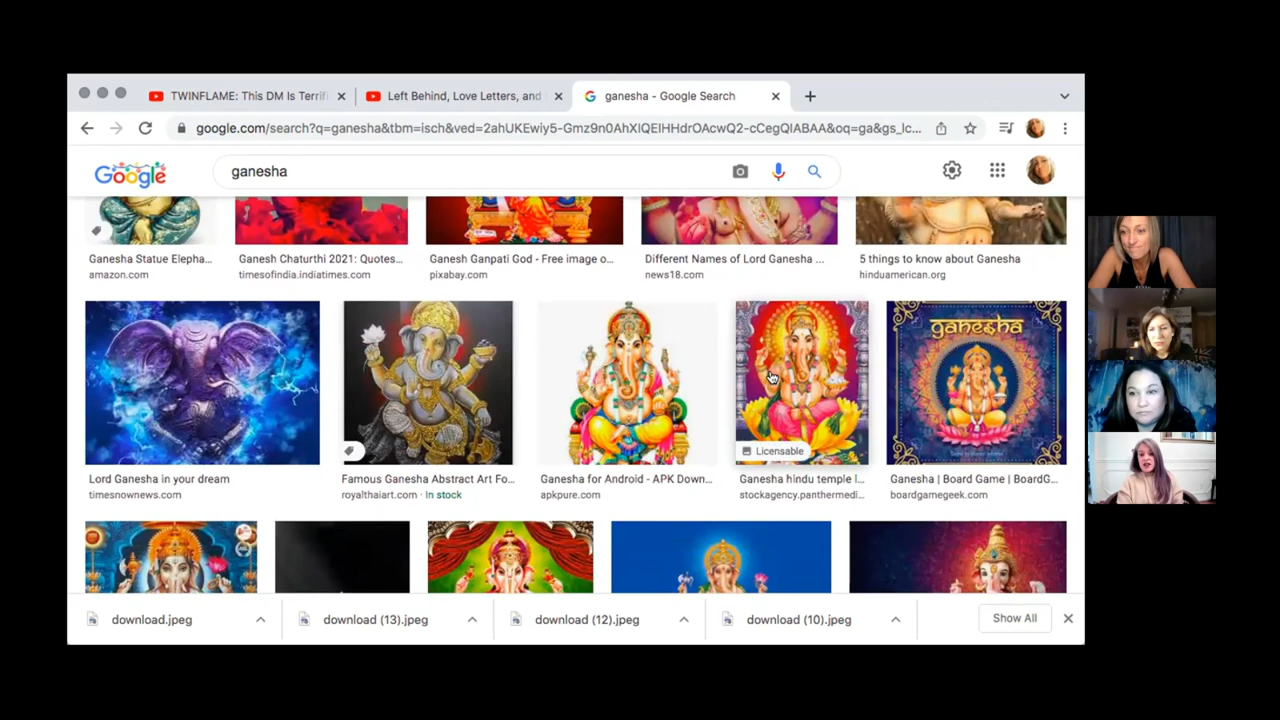 TWINFLAME: This DM Is Terrifi
Left Behind, Love Letters, and
ganesha - Google Search
google.com/search?q=ganesha&tbm=isch&ved=2ahUKEwiy5-Gmz9n0AhXIQEIHHdrOAcwQ2-cCegQIABAA&oq=ga&gs_lc...
Google
ganesha
Ganesha Statue Elepha...
amazon.com
Ganesh Chaturthi 2021: Quotes...
timesofindia.indiatimes.com
Ganesh Ganpati God - Free image o...
pixabay.com
Different Names of Lord Ganesha ...
news18.com
5 things to know about Ganesha
hinduamerican.org
ganesha
Licensable
Lord Ganesha in your dream
timesnownews.com
Famous Ganesha Abstract Art Fo...
royalthaiart.com · In stock
Ganesha for Android - APK Down...
apkpure.com
Ganesha hindu temple l...
stockagency.panthermedi...
Ganesha | Board Game | BoardG...
boardgamegeek.com
download.jpeg
download (13).jpeg
download (12).jpeg
download (10).jpeg
Show All